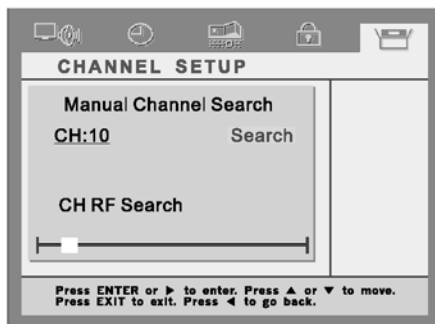 CHANNEL SETUP
Manual Channel Search
CH:10 Search
CH RF Search
Press ENTER or ▶ to enter. Press ▲ or ▼ to move.
Press EXIT to exit. Press ◀ to go back.